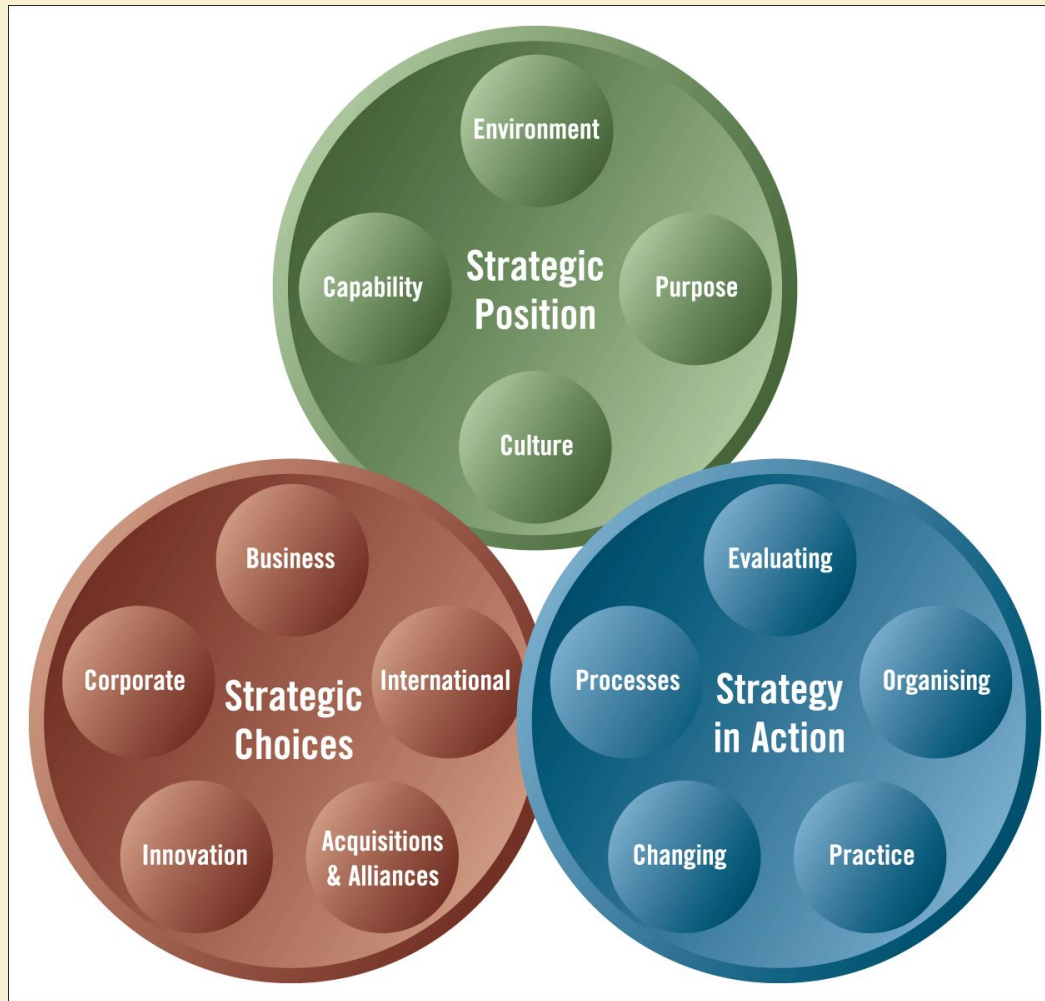 Environment
Capability
Strategic
Position
Purpose
Culture
Business
Corporate
Strategic
Choices
International
Innovation
Acquisitions
& Alliances
Evaluating
Processes
Strategy
in Action
Organising
Changing
Practice